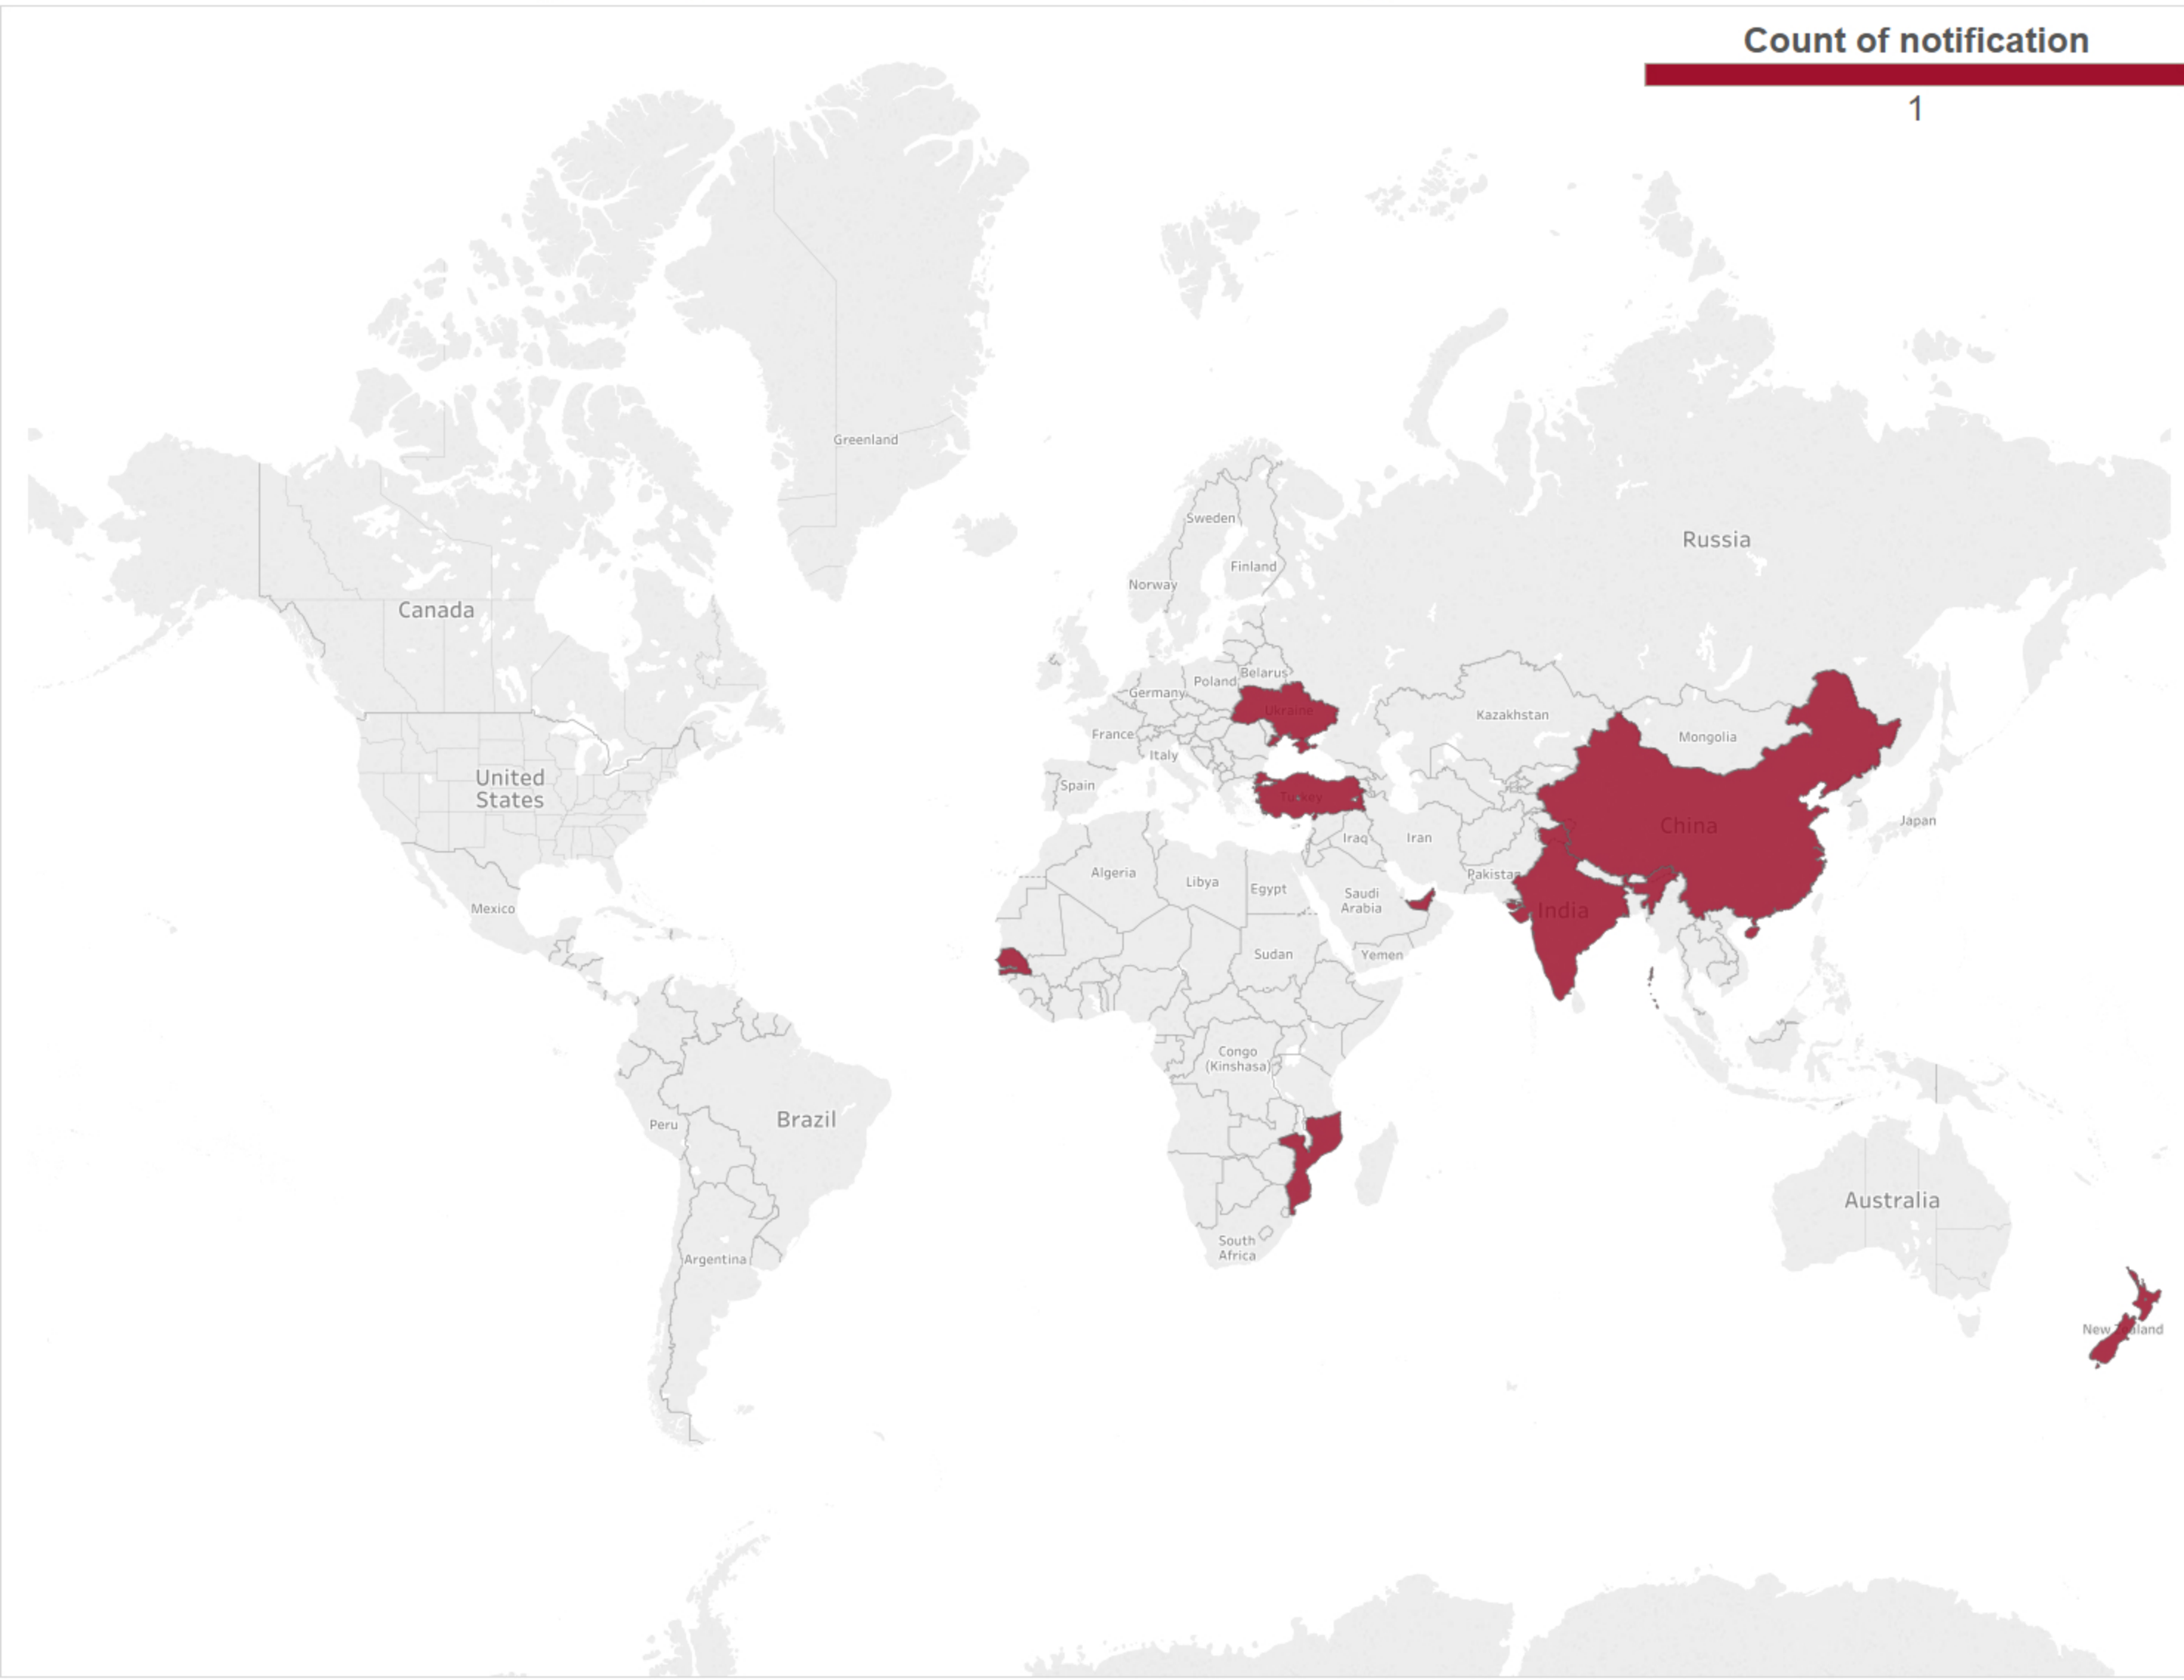 Count of notification
1
Greenland
Sweden
Russia
Finland
Norway
Canada
Belarus
Poland
Germany
Ukraine
Kazakhstan
France
Mongolia
Italy
United
States
Spain
Turkey
China
Japan
Iraq
Iran
Algeria
Pakistan
Libya
Egypt
Saudi
Arabia
Mexico
India
Sudan
Yemen
Congo
(Kinshasa)
Brazil
Peru
Australia
South
Africa
Argentina
New Zealand